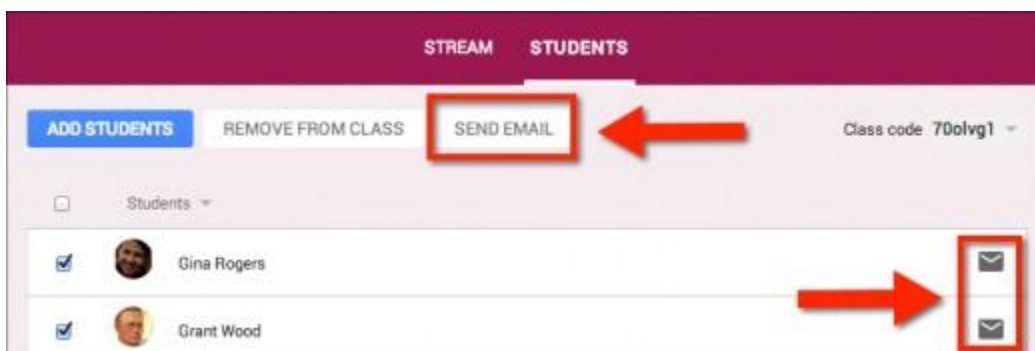 STREAM STUDENTS
ADD STUDENTS REMOVE FROM CLASS SEND EMAIL Class code 70olvg1
Students
Gina Rogers
Grant Wood